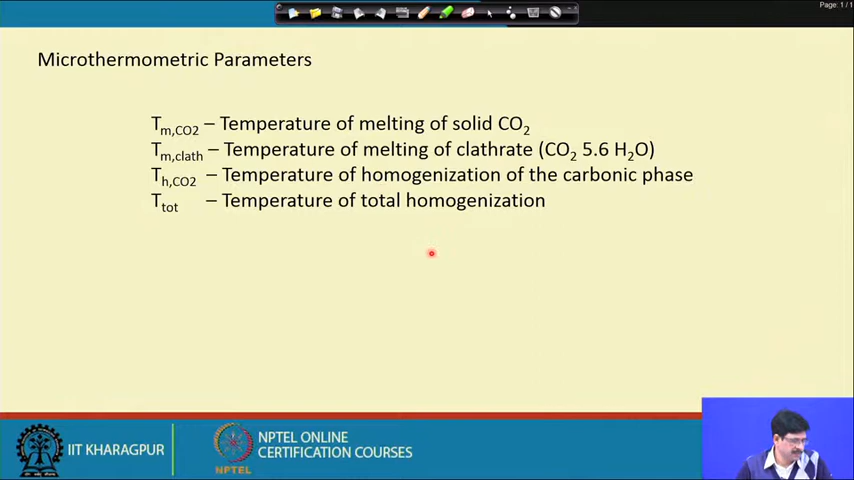 Page: 1 / 1
Microthermometric Parameters
Tm,CO2 – Temperature of melting of solid CO2
Tm,clath – Temperature of melting of clathrate (CO2 5.6 H2O)
Th,CO2 – Temperature of homogenization of the carbonic phase
Ttot – Temperature of total homogenization
IIT KHARAGPUR
NPTEL
NPTEL ONLINE
CERTIFICATION COURSES